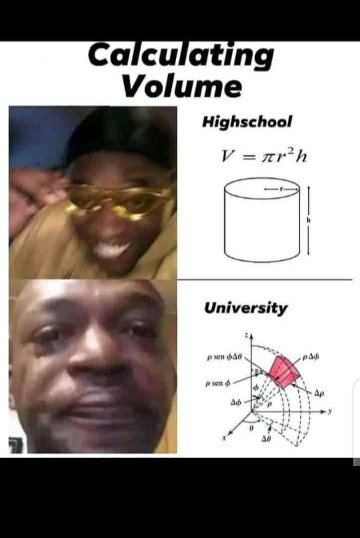 Calculating
Volume
Highschool
V = πr²h
r
h
University
z
ρ sen ϕΔθ
ρΔϕ
ρ sen ϕ
ϕ
Δρ
Δϕ
ρ
y
θ
x
Δθ